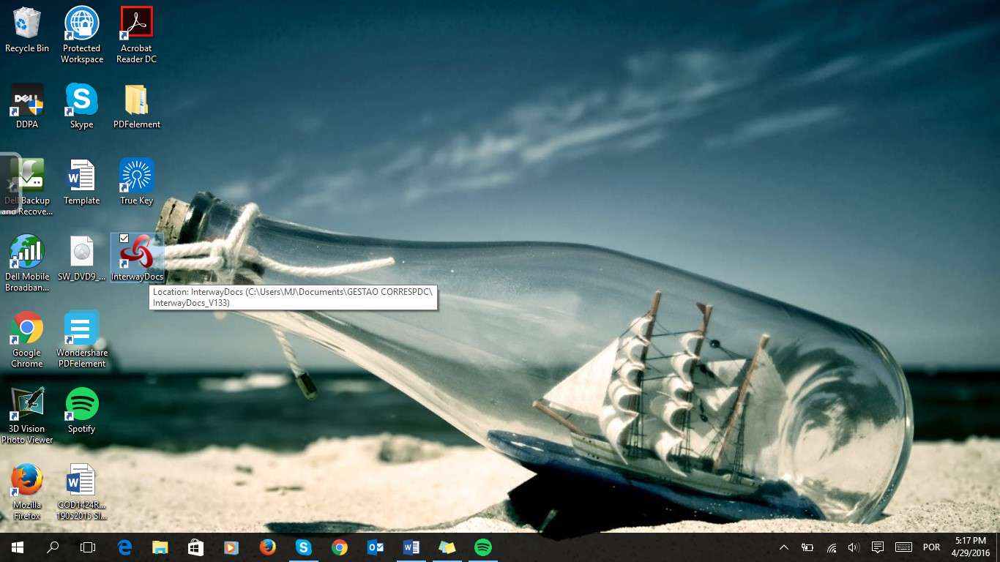 Recycle Bin
Protected
Workspace
Acrobat
Reader DC
DELL
DDPA
Skype
PDFelement
Dell Backup
and Recove...
Template
True Key
Dell Mobile
Broadban...
SW_DVD9_...
InterwayDocs
Location: InterwayDocs (C:\Users\MJ\Documents\GESTAO CORRESPDC\
InterwayDocs_V133)
Google
Chrome
Wondershare
PDFelement
3D Vision
Photo Viewer
Spotify
Mozilla
Firefox
COD1424R...
19052015 SI...
POR
5:17 PM
4/29/2016